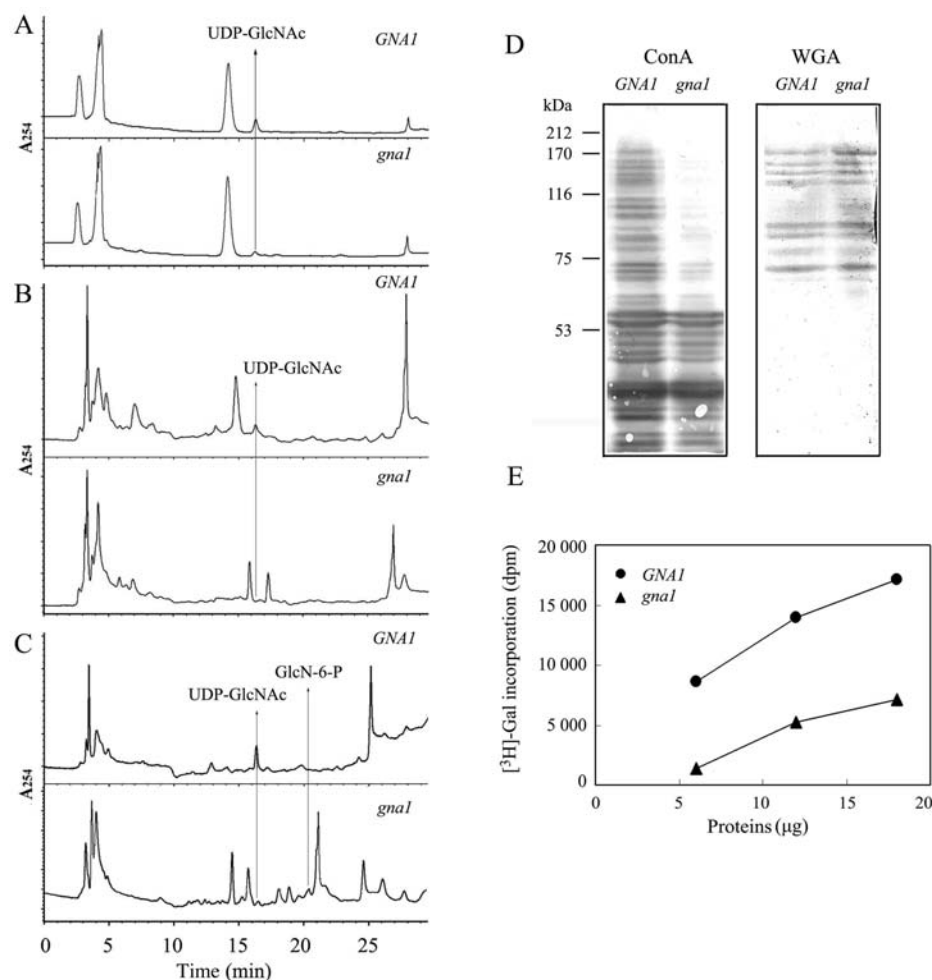 A
UDP-GlcNAc
GNA1
gna1
A254
B
GNA1
UDP-GlcNAc
gna1
A254
C
GNA1
GlcN-6-P
UDP-GlcNAc
gna1
A254
0 5 10 15 20 25
Time (min)
D
ConA WGA
GNA1 gna1 GNA1 gna1
kDa
212
170
116
75
53
E
[³H]-Gal incorporation (dpm)
20 000
15 000
10 000
5 000
0
GNA1
gna1
0 5 10 15 20
Proteins (μg)